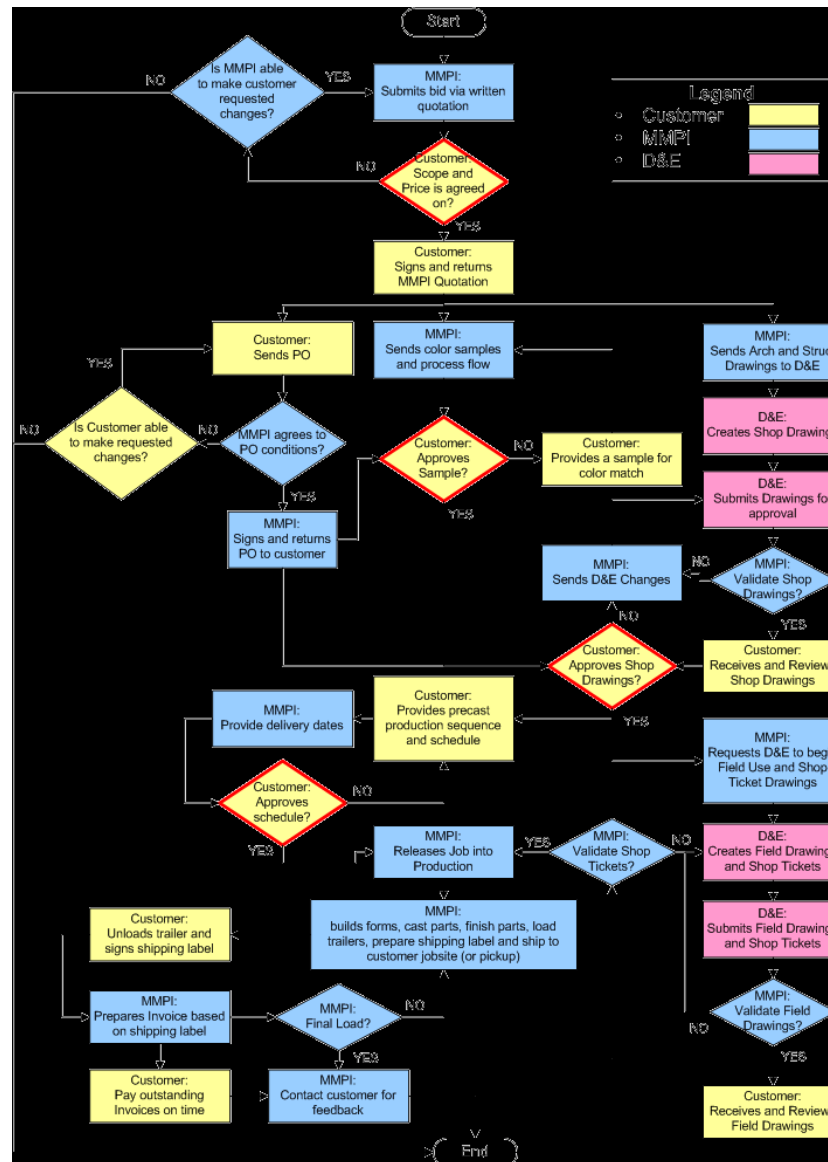 Start
Is MMPI able
to make customer
requested
changes?
NO
YES
MMPI:
Submits bid via written
quotation
Legend
Customer
MMPI
D&E
NO
Customer:
Scope and
Price is agreed
on?
YES
Customer:
Signs and returns
MMPI Quotation
Customer:
Sends PO
MMPI:
Sends color samples
and process flow
MMPI:
Sends Arch and Struc
Drawings to D&E
YES
NO
Is Customer able
to make requested
changes?
NO
MMPI agrees to
PO conditions?
YES
Customer:
Approves
Sample?
NO
YES
Customer:
Provides a sample for
color match
D&E:
Creates Shop Drawing
D&E:
Submits Drawings fo
approval
MMPI:
Signs and returns
PO to customer
MMPI:
Sends D&E Changes
NO
MMPI:
Validate Shop
Drawings?
YES
NO
Customer:
Approves Shop
Drawings?
YES
Customer:
Receives and Review
Shop Drawings
MMPI:
Provide delivery dates
Customer:
Provides precast
production sequence
and schedule
MMPI:
Requests D&E to beg
Field Use and Shop
Ticket Drawings
Customer:
Approves
schedule?
NO
YES
MMPI:
Releases Job into
Production
YES
MMPI:
Validate Shop
Tickets?
NO
D&E:
Creates Field Drawing
and Shop Tickets
Customer:
Unloads trailer and
signs shipping label
MMPI:
builds forms, cast parts, finish parts, load
trailers, prepare shipping label and ship to
customer jobsite (or pickup)
D&E:
Submits Field Drawing
and Shop Tickets
MMPI:
Prepares Invoice based
on shipping label
MMPI:
Final Load?
NO
YES
NO
MMPI:
Validate Field
Drawings?
YES
Customer:
Pay outstanding
Invoices on time
MMPI:
Contact customer for
feedback
Customer:
Receives and Review
Field Drawings
End